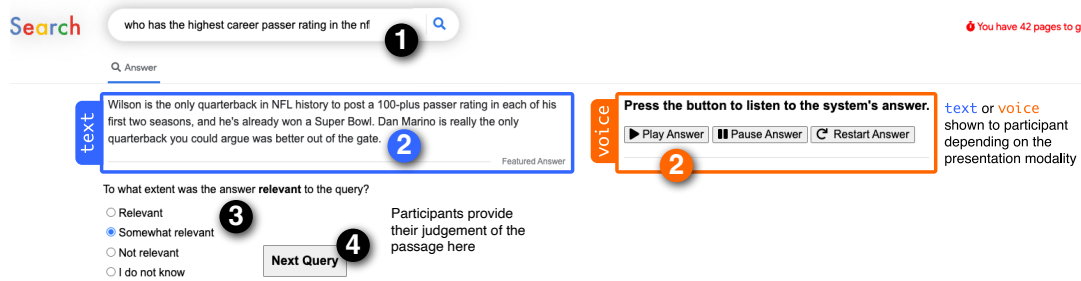 Search
who has the highest career passer rating in the nf
1
You have 42 pages to g
Answer
text
Wilson is the only quarterback in NFL history to post a 100-plus passer rating in each of his
first two seasons, and he's already won a Super Bowl. Dan Marino is really the only
quarterback you could argue was better out of the gate.
2
Featured Answer
voice
Press the button to listen to the system's answer.
Play Answer
Pause Answer
Restart Answer
2
text or voice
shown to participant
depending on the
presentation modality
To what extent was the answer relevant to the query?
Relevant
3
Somewhat relevant
Not relevant
I do not know
Next Query
4
Participants provide
their judgement of the
passage here